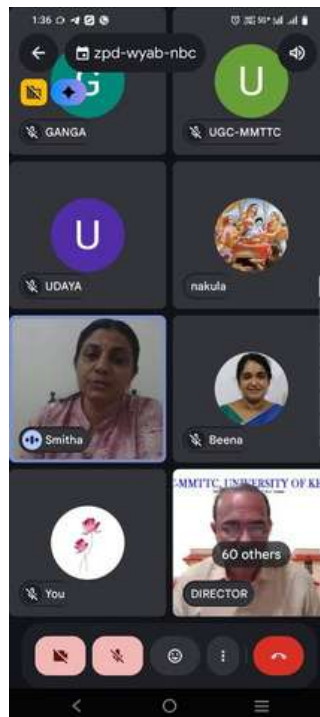 1:36
zpd-wyab-nbc
G
U
GANGA
UGC-MMTTC
U
UDAYA
nakula
Smitha
Beena
-MMTTC, UNIVERSITY OF KE
60 others
You
DIRECTOR